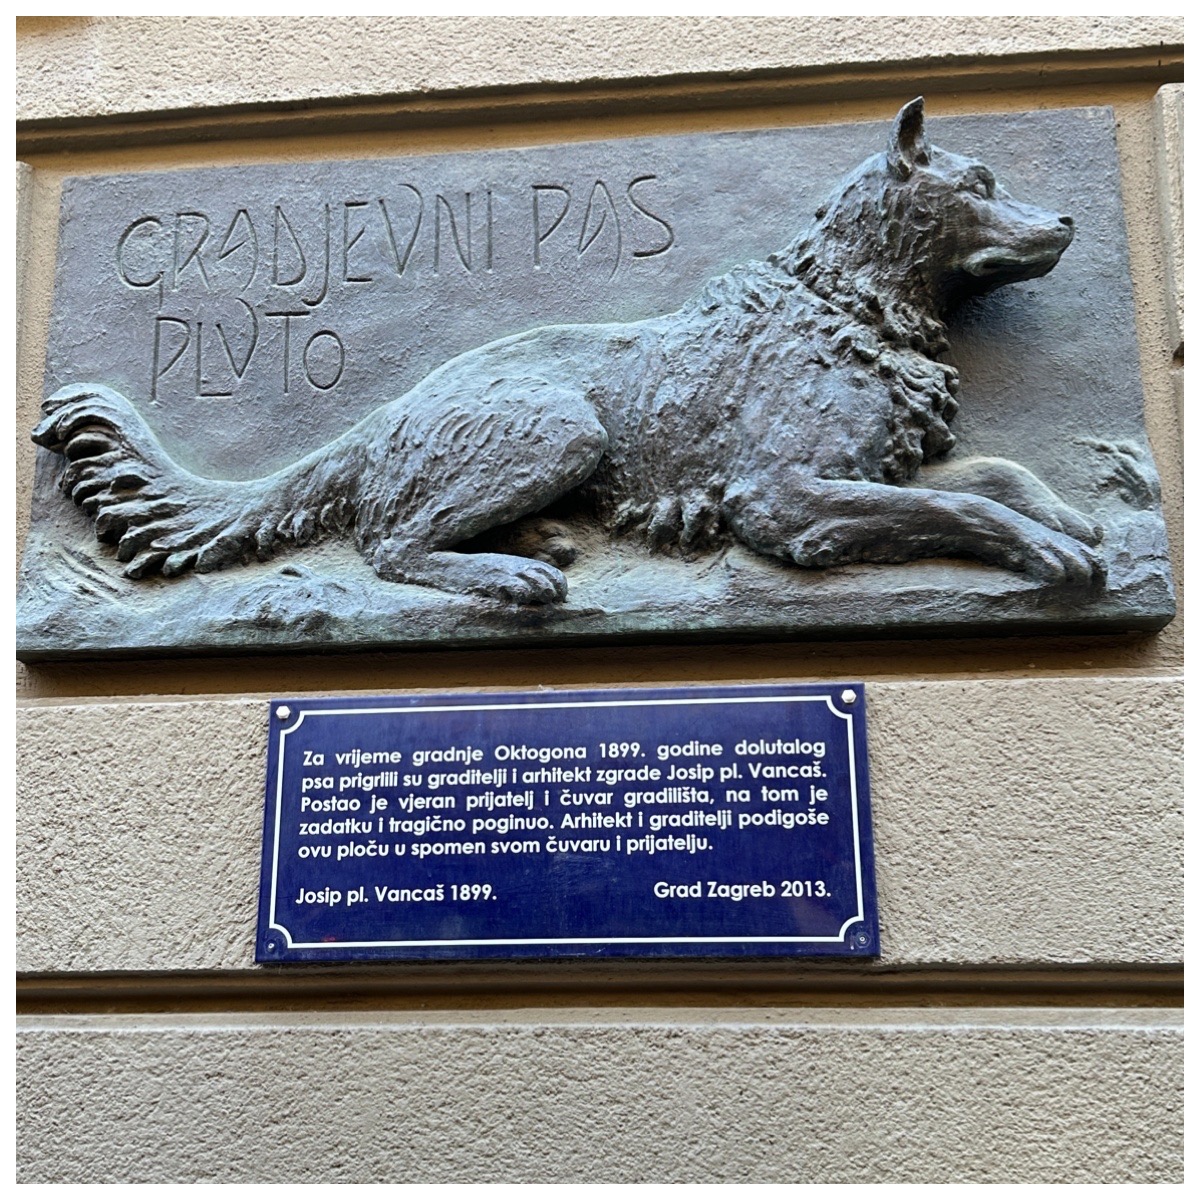 GRADJEVNI PAS
PLVTO
Za vrijeme gradnje Oktogona 1899. godine dolutalog
psa prigrlili su graditelji i arhitekt zgrade Josip pl. Vancaš.
Postao je vjeran prijatelj i čuvar gradilišta, na tom je
zadatku i tragično poginuo. Arhitekt i graditelji podigoše
ovu ploču u spomen svom čuvaru i prijatelju.
Josip pl. Vancaš 1899. Grad Zagreb 2013.